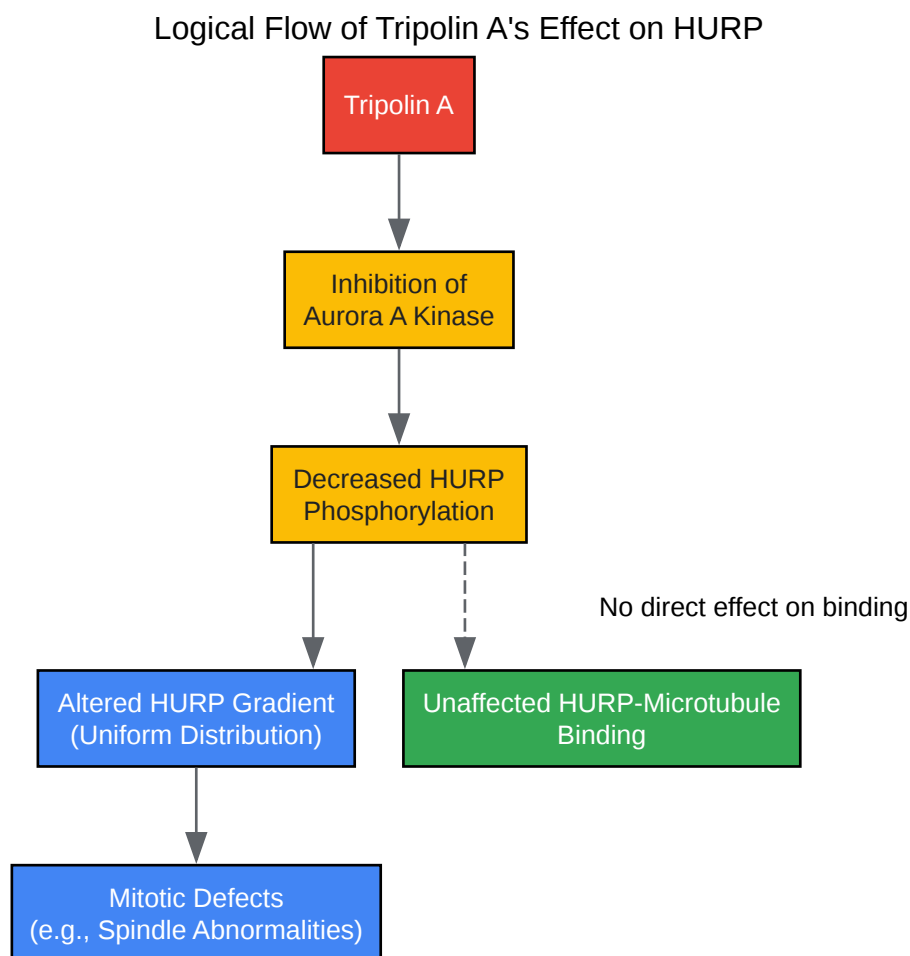 Logical Flow of Tripolin A's Effect on HURP
Tripolin A
Inhibition of
Aurora A Kinase
Decreased HURP
Phosphorylation
No direct effect on binding
Altered HURP Gradient
(Uniform Distribution)
Unaffected HURP-Microtubule
Binding
Mitotic Defects
(e.g., Spindle Abnormalities)